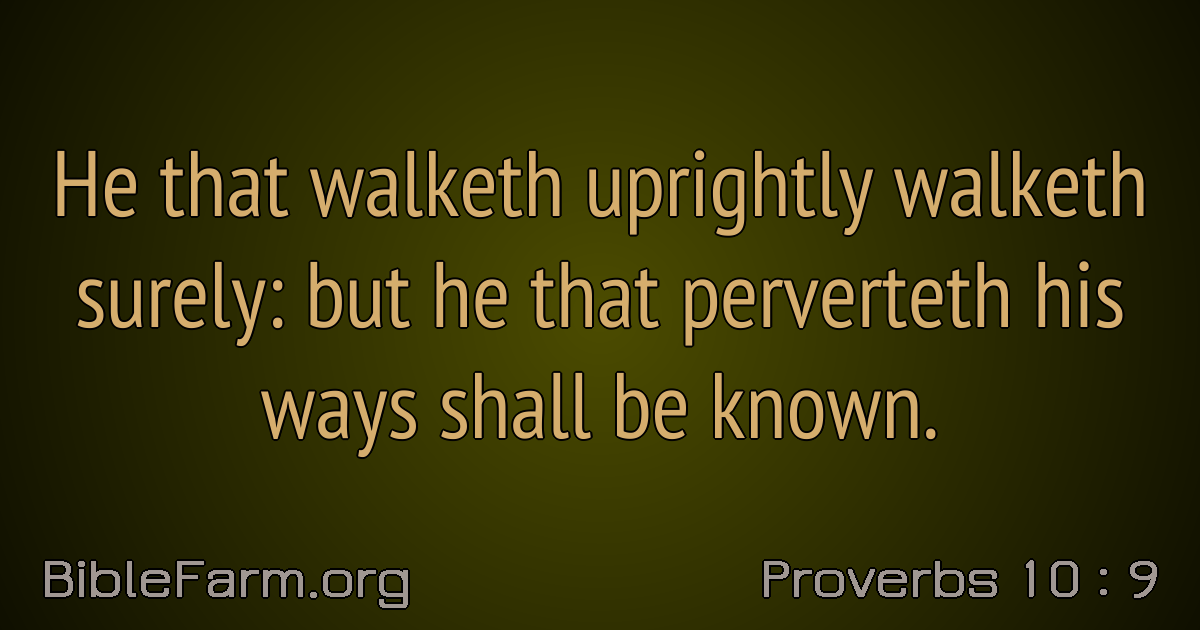 He that walketh uprightly walketh
surely: but he that perverteth his
ways shall be known.
BibleFarm.org
Proverbs 10 : 9